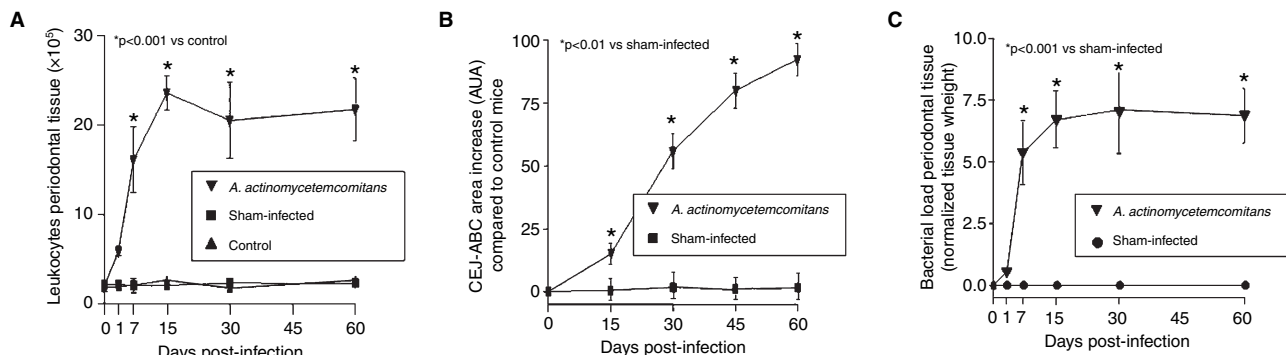 A
*p<0.001 vs control
Leukocytes periodontal tissue (×10⁵)
30
20
10
0
A. actinomycetemcomitans
Sham-infected
Control
* * * *
0 1 7 15 30 45 60
Days post-infection
B
*p<0.01 vs sham-infected
CEJ-ABC area increase (AUA)
compared to control mice
100
75
50
25
0
A. actinomycetemcomitans
Sham-infected
* * * *
0 15 30 45 60
Days post-infection
C
*p<0.001 vs sham-infected
Bacterial load periodontal tissue
(normalized tissue wheight)
10.0
7.5
5.0
2.5
0.0
A. actinomycetemcomitans
Sham-infected
* * * *
0 1 7 15 30 45 60
Days post-infection